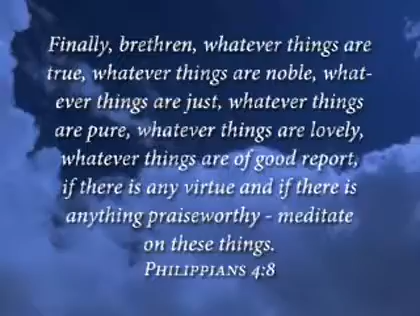 Finally, brethren, whatever things are
true, whatever things are noble, what-
ever things are just, whatever things
are pure, whatever things are lovely,
whatever things are of good report,
if there is any virtue and if there is
anything praiseworthy - meditate
on these things.
PHILIPPIANS 4:8